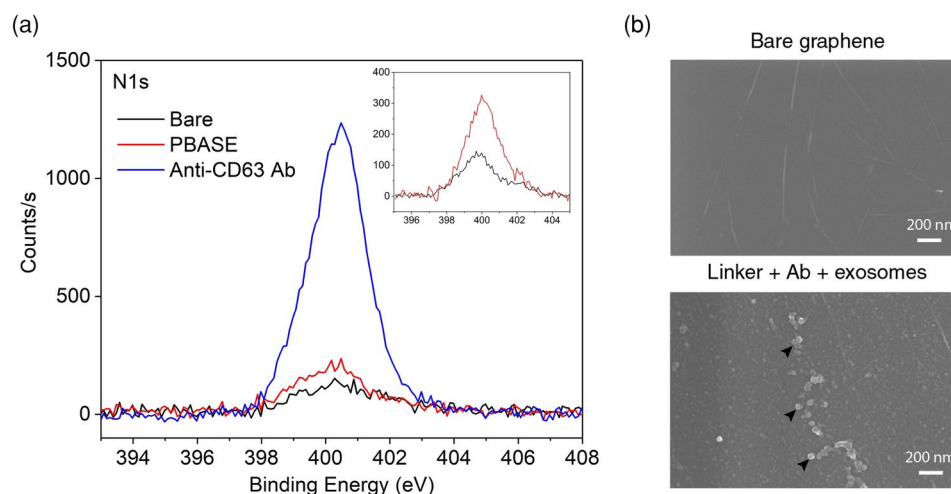 (a)
1500
1000
500
0
394 396 398 400 402 404 406 408
Counts/s
Binding Energy (eV)
N1s
Bare
PBASE
Anti-CD63 Ab
400
300
200
100
0
396 398 400 402 404
(b)
Bare graphene
200 nm
Linker + Ab + exosomes
200 nm